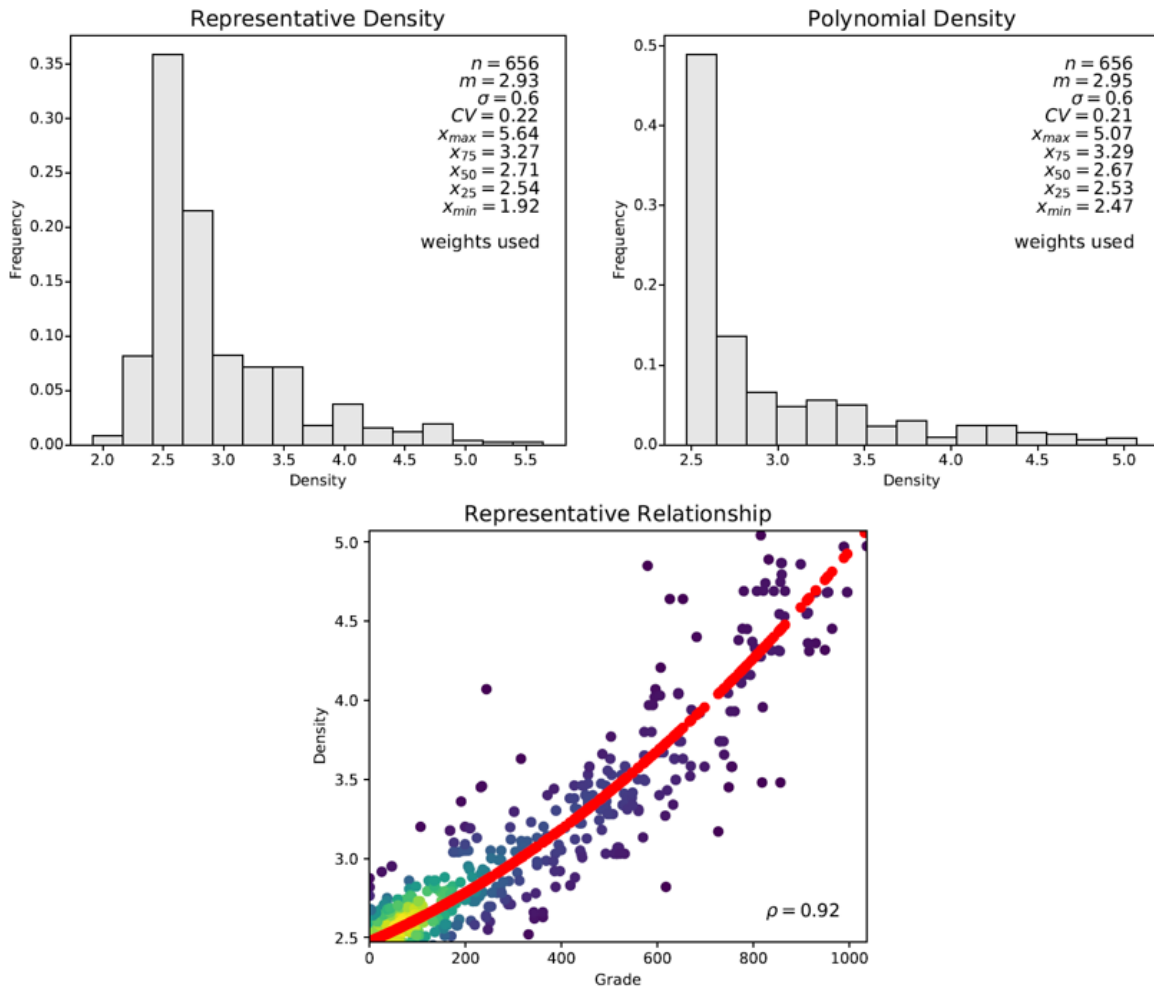 Representative Density
n = 656
m = 2.93
σ = 0.6
CV = 0.22
x_max = 5.64
x_75 = 3.27
x_50 = 2.71
x_25 = 2.54
x_min = 1.92
weights used
Frequency
0.35
0.30
0.25
0.20
0.15
0.10
0.05
0.00
2.0 2.5 3.0 3.5 4.0 4.5 5.0 5.5
Density
Polynomial Density
n = 656
m = 2.95
σ = 0.6
CV = 0.21
x_max = 5.07
x_75 = 3.29
x_50 = 2.67
x_25 = 2.53
x_min = 2.47
weights used
Frequency
0.5
0.4
0.3
0.2
0.1
0.0
2.5 3.0 3.5 4.0 4.5 5.0
Density
Representative Relationship
Density
5.0
4.5
4.0
3.5
3.0
2.5
ρ = 0.92
0 200 400 600 800 1000
Grade